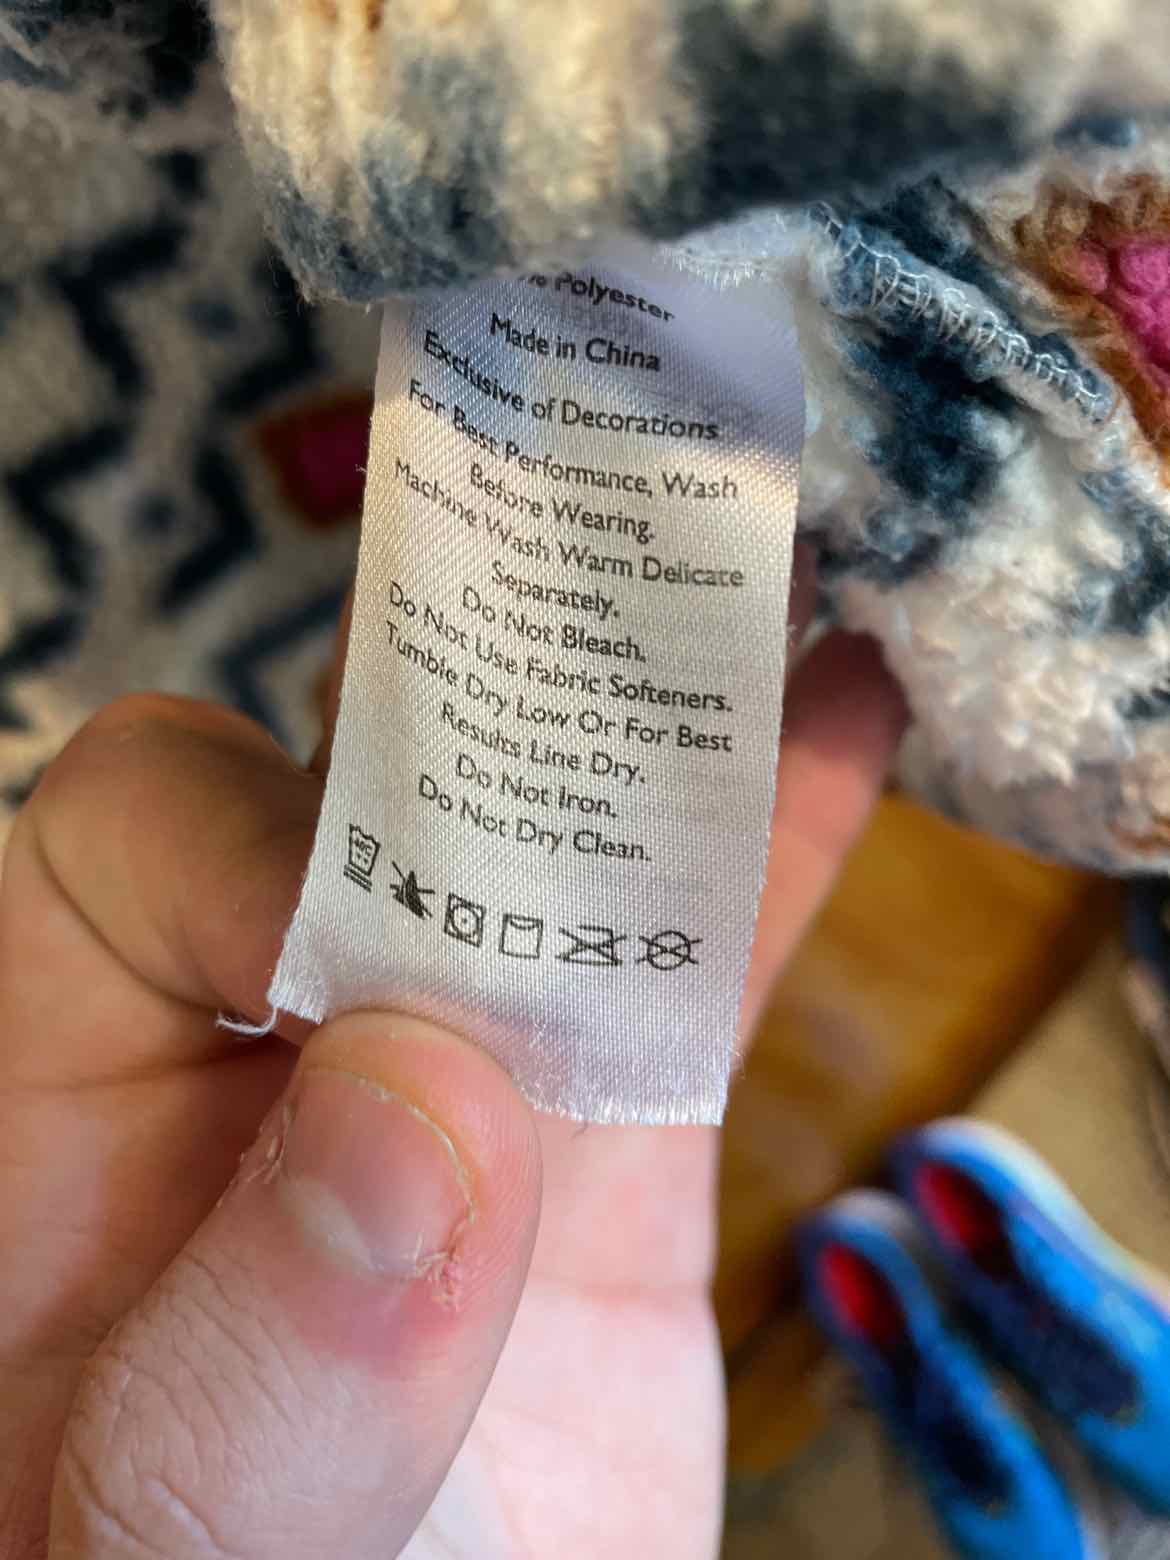 Polyester
Made in China
Exclusive of Decorations
For Best Performance, Wash
Before Wearing.
Machine Wash Warm Delicate
Separately.
Do Not Bleach.
Do Not Use Fabric Softeners.
Tumble Dry Low Or For Best
Results Line Dry.
Do Not Iron.
Do Not Dry Clean.